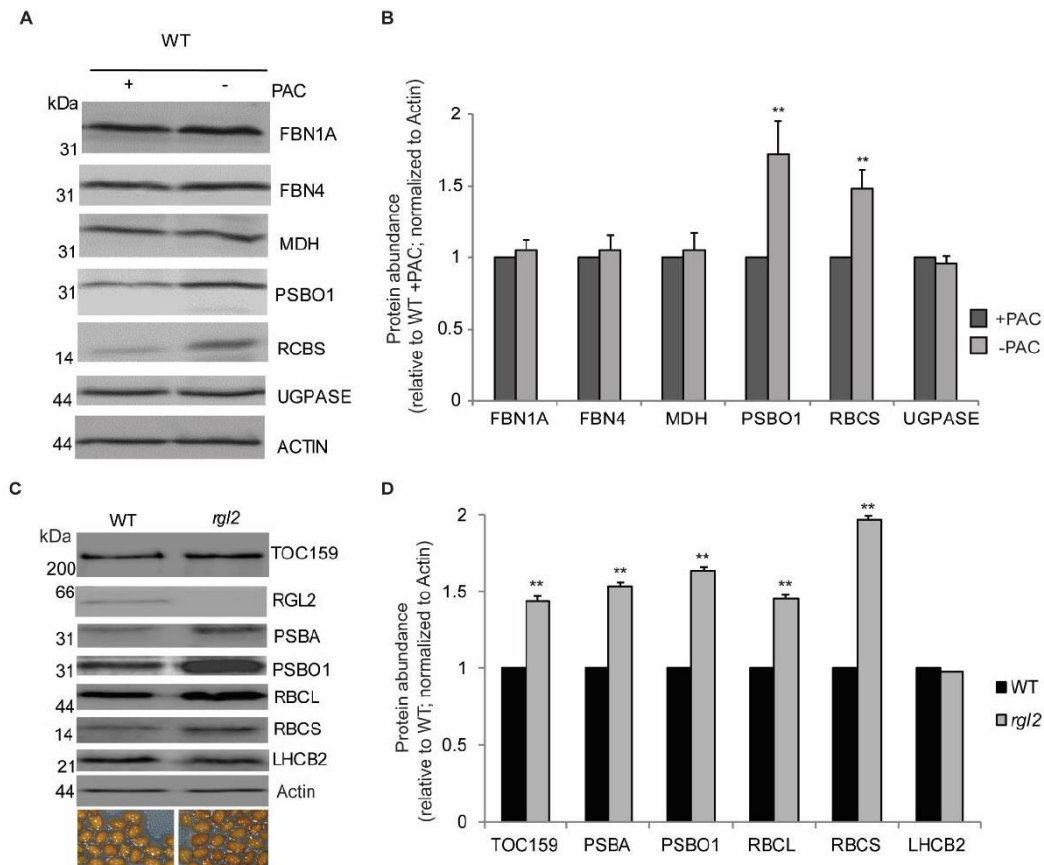 A
WT
+ -
PAC
kDa
FBN1A
31
FBN4
31
MDH
31
PSBO1
31
RCBS
14
UGPASE
44
ACTIN
44
B
Protein abundance
(relative to WT +PAC; normalized to Actin)
2
1.5
1
0.5
0
** **
+PAC
-PAC
FBN1A FBN4 MDH PSBO1 RBCS UGPASE
C
WT rgl2
kDa
TOC159
200
66
RGL2
PSBA
31
PSBO1
31
RBCL
44
RBCS
14
LHCB2
21
Actin
44
D
Protein abundance
(relative to WT; normalized to Actin)
2
1.5
1
0.5
0
** ** ** ** **
WT
rgl2
TOC159 PSBA PSBO1 RBCL RBCS LHCB2